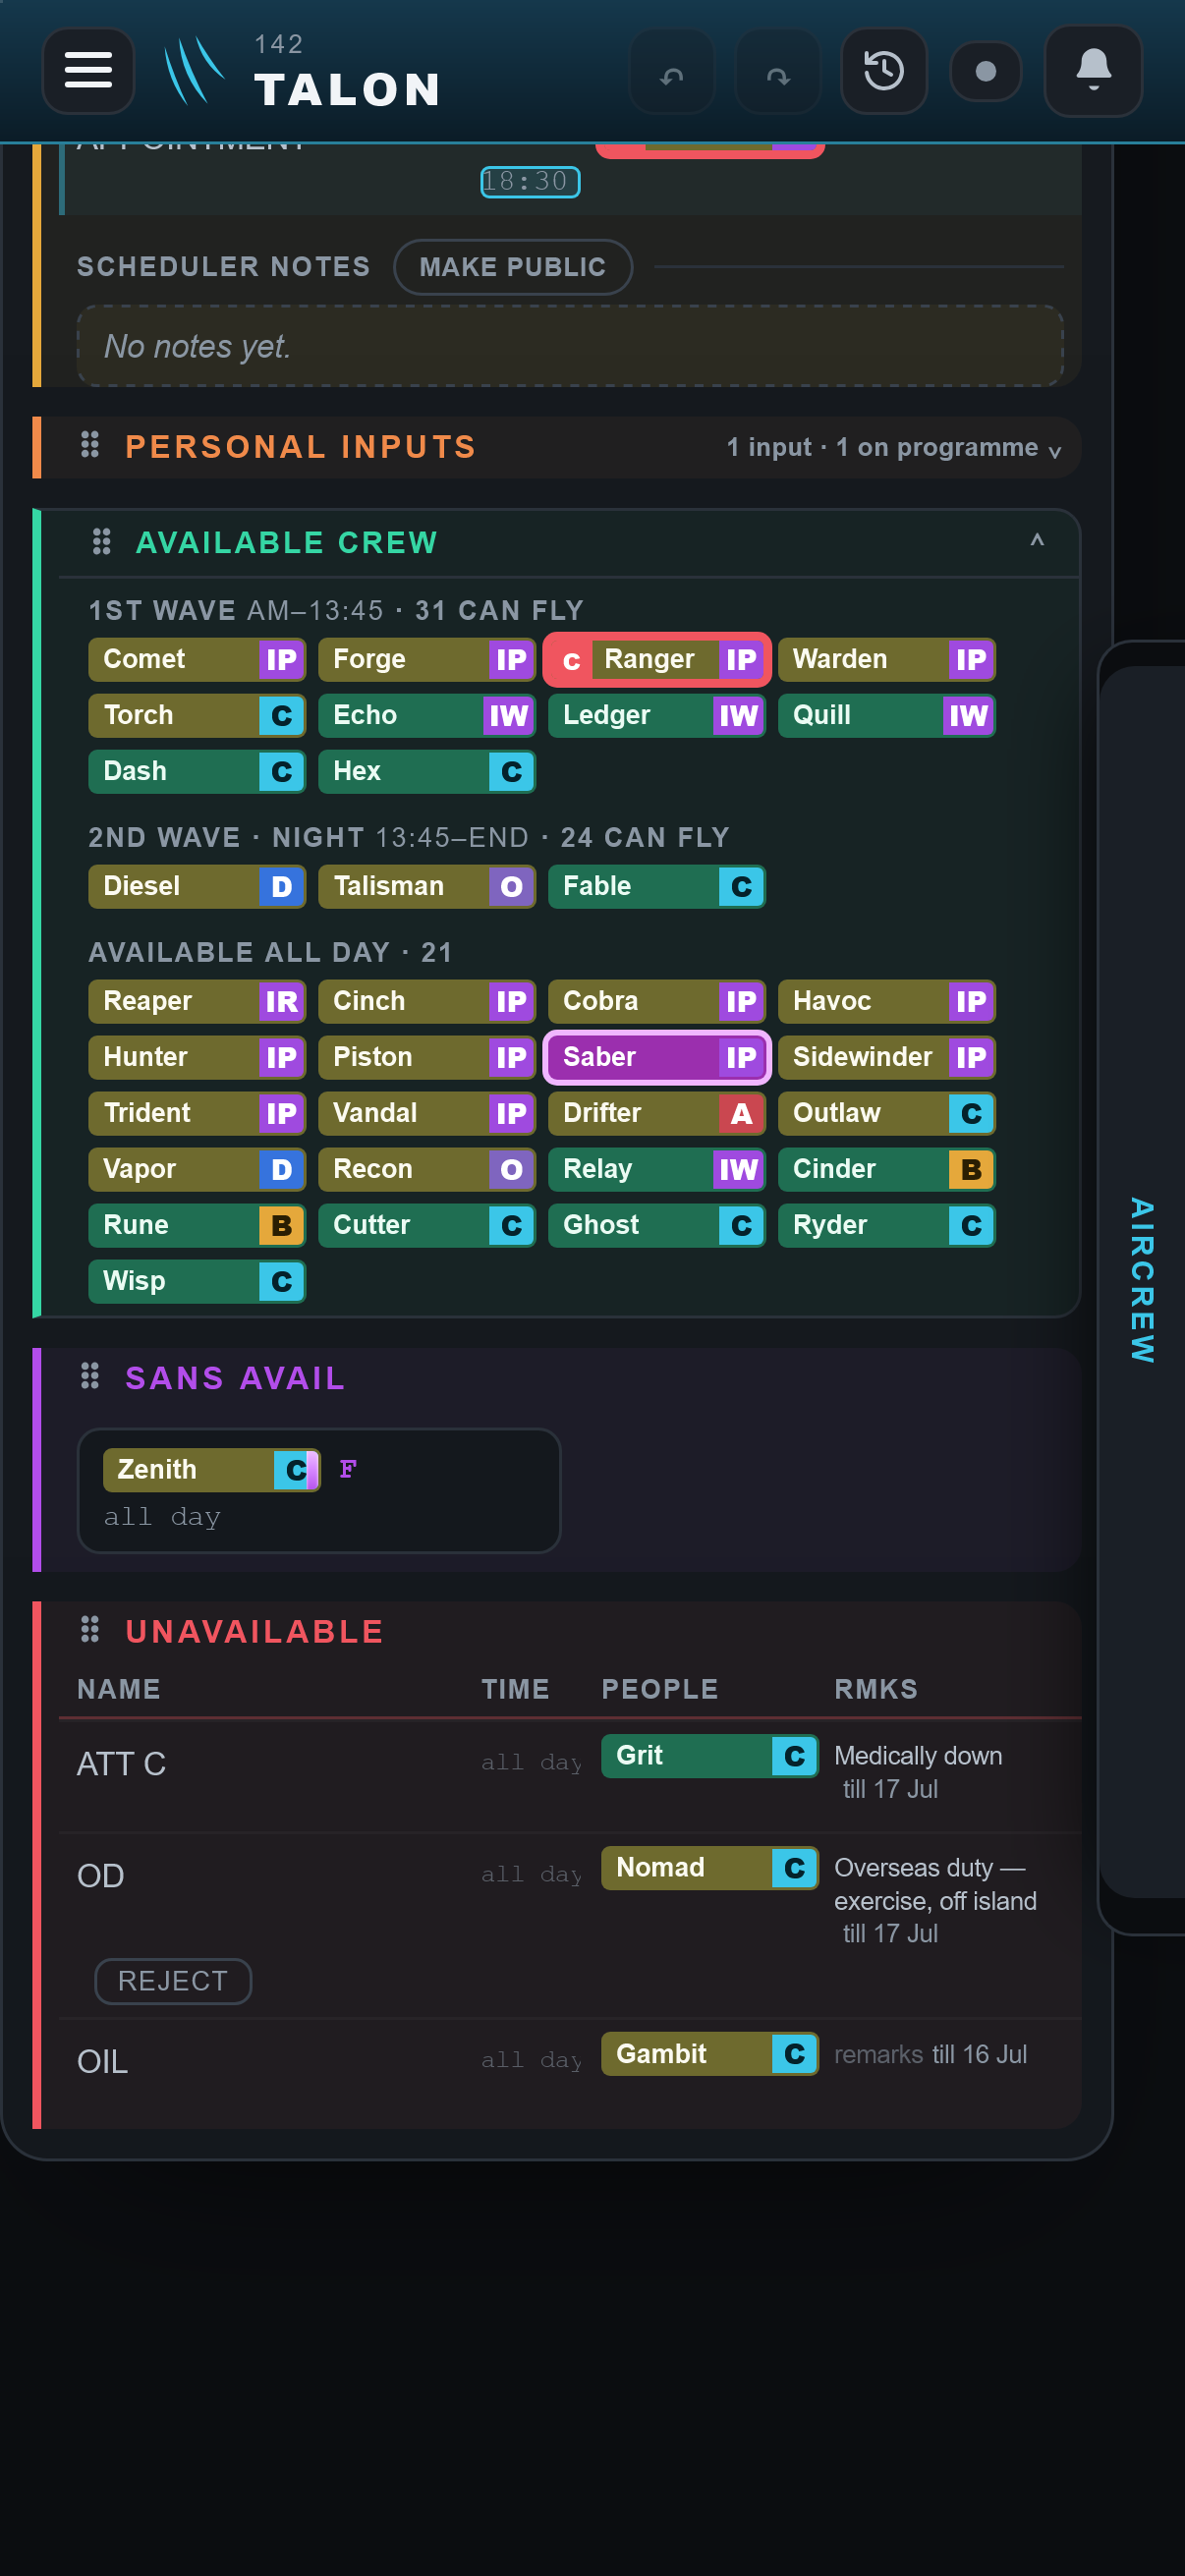 142
TALON
APPOINTMENT
18:30
SCHEDULER NOTES MAKE PUBLIC
No notes yet.
PERSONAL INPUTS 1 input · 1 on programme
AVAILABLE CREW
1ST WAVE AM–13:45 · 31 CAN FLY
Comet IP Forge IP c Ranger IP Warden IP
Torch C Echo IW Ledger IW Quill IW
Dash C Hex C
2ND WAVE · NIGHT 13:45–END · 24 CAN FLY
Diesel D Talisman O Fable C
AVAILABLE ALL DAY · 21
Reaper IR Cinch IP Cobra IP Havoc IP
Hunter IP Piston IP Saber IP Sidewinder IP
Trident IP Vandal IP Drifter A Outlaw C
Vapor D Recon O Relay IW Cinder B
Rune B Cutter C Ghost C Ryder C
Wisp C
AIRCREW
SANS AVAIL
Zenith C F
all day
UNAVAILABLE
NAME TIME PEOPLE RMKS
ATT C all day Grit C Medically down
till 17 Jul
OD all day Nomad C Overseas duty —
exercise, off island
till 17 Jul
REJECT
OIL all day Gambit C remarks till 16 Jul